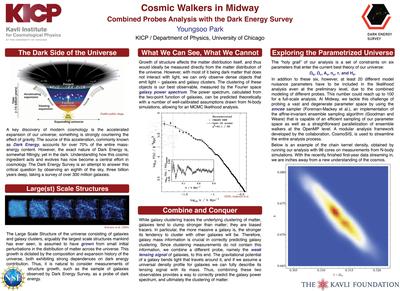 KICP
Kavli Institute
for Cosmological Physics
AT THE UNIVERSITY OF CHICAGO
Cosmic Walkers in Midway
Combined Probes Analysis with the Dark Energy Survey
Youngsoo Park
KICP / Department of Physics, University of Chicago
DARK ENERGY
SURVEY
The Dark Side of the Universe
A key discovery of modern cosmology is the accelerated
expansion of our universe; something is strongly countering the
effect of gravity. The source of this acceleration, commonly known
as Dark Energy, accounts for over 70% of the entire mass-
energy content. However, the exact nature of Dark Energy is,
somewhat fittingly, yet in the dark. Understanding how this cosmic
ingredient acts and evolves has now become a central effort in
cosmology. The Dark Energy Survey is an attempt to answer this
critical question by observing an eighth of the sky, three billion
years deep, taking a survey of over 300 million galaxies.
Large(st) Scale Structures
The Large Scale Structure of the universe consisting of galaxies
and galaxy clusters; arguably the largest scale structures mankind
has ever seen, is assumed to have grown from small initial
perturbations in the distribution of matter across the universe. This
growth is dictated by the composition and expansion history of the
universe, both exhibiting strong dependencies on dark energy
contribution. Thus, it is natural to consider measurements of
structure growth, such as the sample of galaxies
observed by Dark Energy Survey, as a probe of dark
energy.
What We Can See, What We Cannot
Growth of structure affects the matter distribution itself, and thus
would ideally be measured directly from the matter distribution of
the universe. However, with most of it being dark matter that does
not interact with light, we can only observe dense objects that
emit light – galaxies and galaxy clusters. The clustering of these
objects is our best observable, measured by the Fourier space
galaxy power spectrum. The power spectrum, calculated from
the two-point function of galaxies, can be predicted theoretically
with a number of well-calibrated assumptions drawn from N-body
simulations, allowing for an MCMC likelihood analysis.
Combine and Conquer
While galaxy clusters traces the underlying clustering of matter,
galaxies tend to clump stronger than matter; they are biased
tracers. In particular, the more massive a galaxy is, the stronger
its tendency to cluster with other galaxies will be. Therefore,
galaxy mass information is crucial in correctly predicting galaxy
clustering. Since clustering measurements do not contain this
information, we combine a different probe, namely the weak
lensing signal of galaxies, to this end. The gravitational potential
of a galaxy bends light that travels around it, and if we assume a
universal density profile for galaxies we can fully describe this
lensing signal with its mass. Thus, combining these two
observables provides a way to correctly predict the galaxy power
spectrum, and ultimately the clustering of matter.
Exploring the Parametrized Universe
The “holy grail” of our analysis is a set of constraints on six
parameters that enter the current best theory of our universe:
In addition to these six, however, at least 20 different model
nuisance parameters have to be included in the likelihood
analysis even at the preliminary level, due to the combined
modeling of different probes. This number could reach up to 100
for a full-scale analysis. At Midway, we tackle this challenge of
probing a vast and degenerate parameter space by using the
emcee sampler (Foreman-Mackey et al.), an implementation of
the affine-invariant ensemble sampling algorithm (Goodman and
Weare) that is capable of an efficient sampling of our parameter
space as well as a straightforward parallelization of ensemble
walkers at the OpenMP level. A modular analysis framework
developed by the collaboration, CosmoSIS, is used to streamline
the entire process.
Below is an example of the chain kernel density, obtained by
running our analysis with 96 cores on measurements from N-body
simulations. With the recently finished first-year data streaming in,
we are inches away from a new understanding of the cosmos.
THE KAVLI FOUNDATION